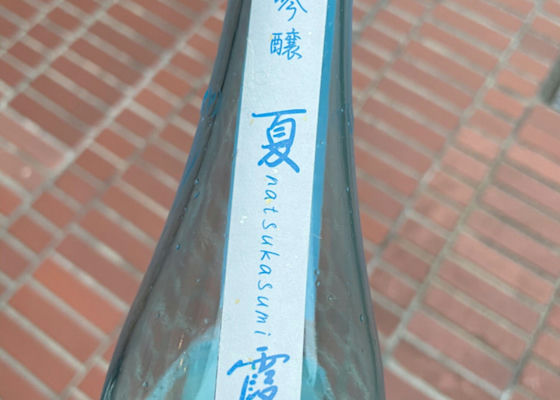 吟醸
夏
natsukasumi
霞